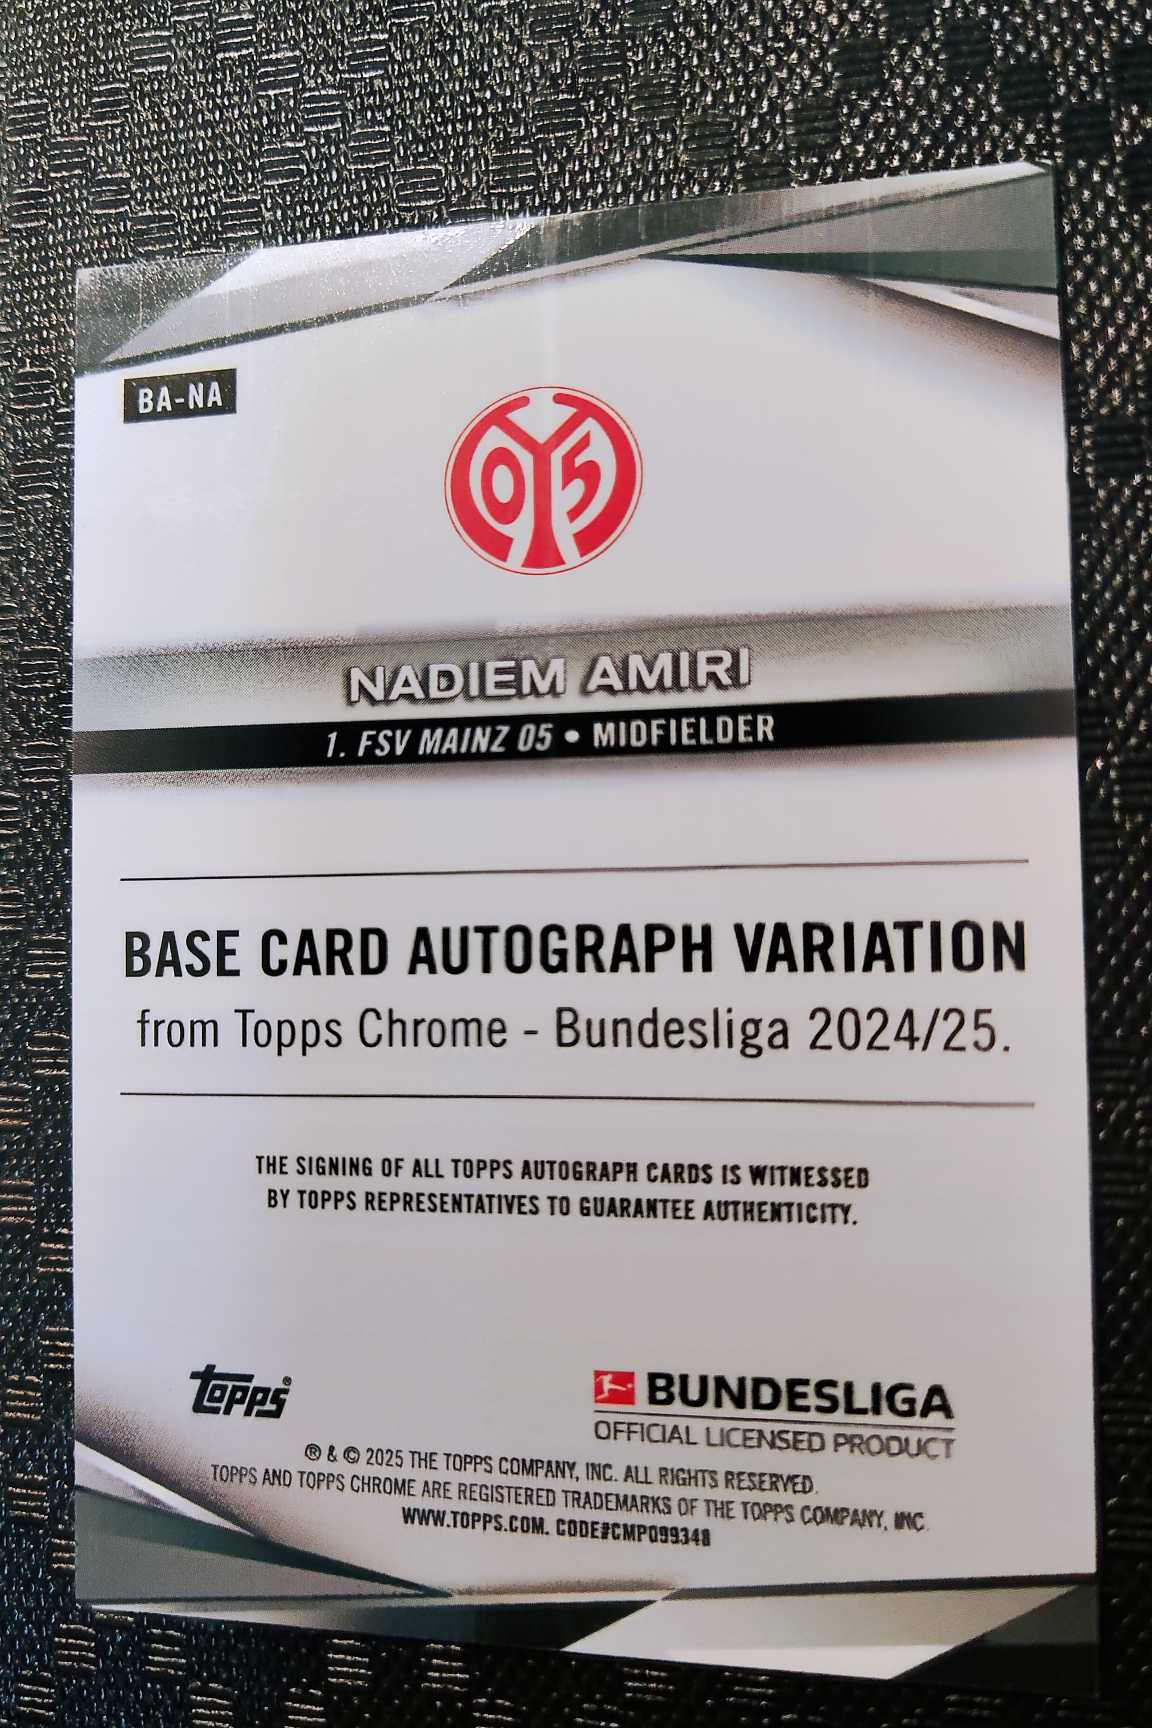 BA-NA
05
NADIEM AMIRI
1. FSV MAINZ 05 • MIDFIELDER
BASE CARD AUTOGRAPH VARIATION
from Topps Chrome - Bundesliga 2024/25.
THE SIGNING OF ALL TOPPS AUTOGRAPH CARDS IS WITNESSED
BY TOPPS REPRESENTATIVES TO GUARANTEE AUTHENTICITY.
topps®
BUNDESLIGA
OFFICIAL LICENSED PRODUCT
® & © 2025 THE TOPPS COMPANY, INC. ALL RIGHTS RESERVED.
TOPPS AND TOPPS CHROME ARE REGISTERED TRADEMARKS OF THE TOPPS COMPANY, INC.
WWW.TOPPS.COM. CODE#CMP099348